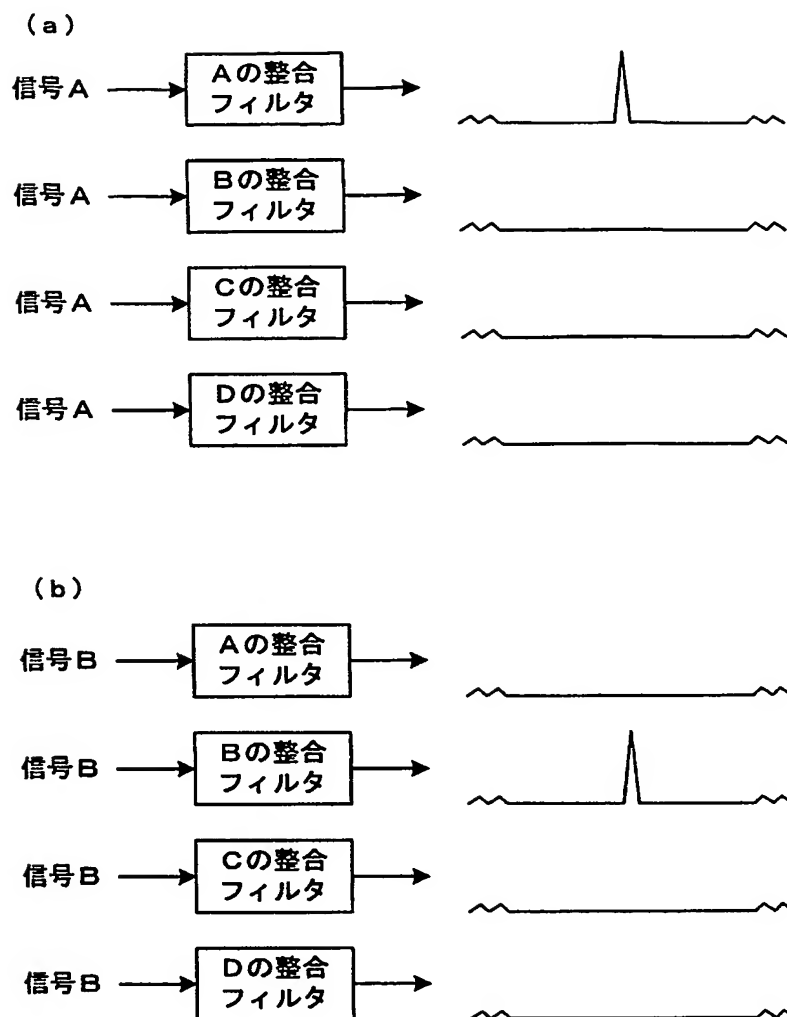 (a)
信号A
Aの整合
フィルタ
信号A
Bの整合
フィルタ
信号A
Cの整合
フィルタ
信号A
Dの整合
フィルタ
(b)
信号B
Aの整合
フィルタ
信号B
Bの整合
フィルタ
信号B
Cの整合
フィルタ
信号B
Dの整合
フィルタ